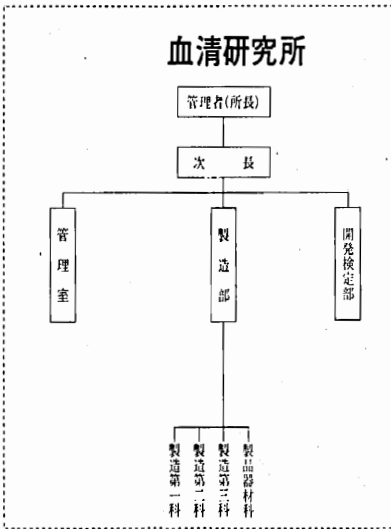 血清研究所
管理者(所長)
次長
管理室
製造部
開発検定部
製造第一科
製造第二科
製造第三科
製品器材科